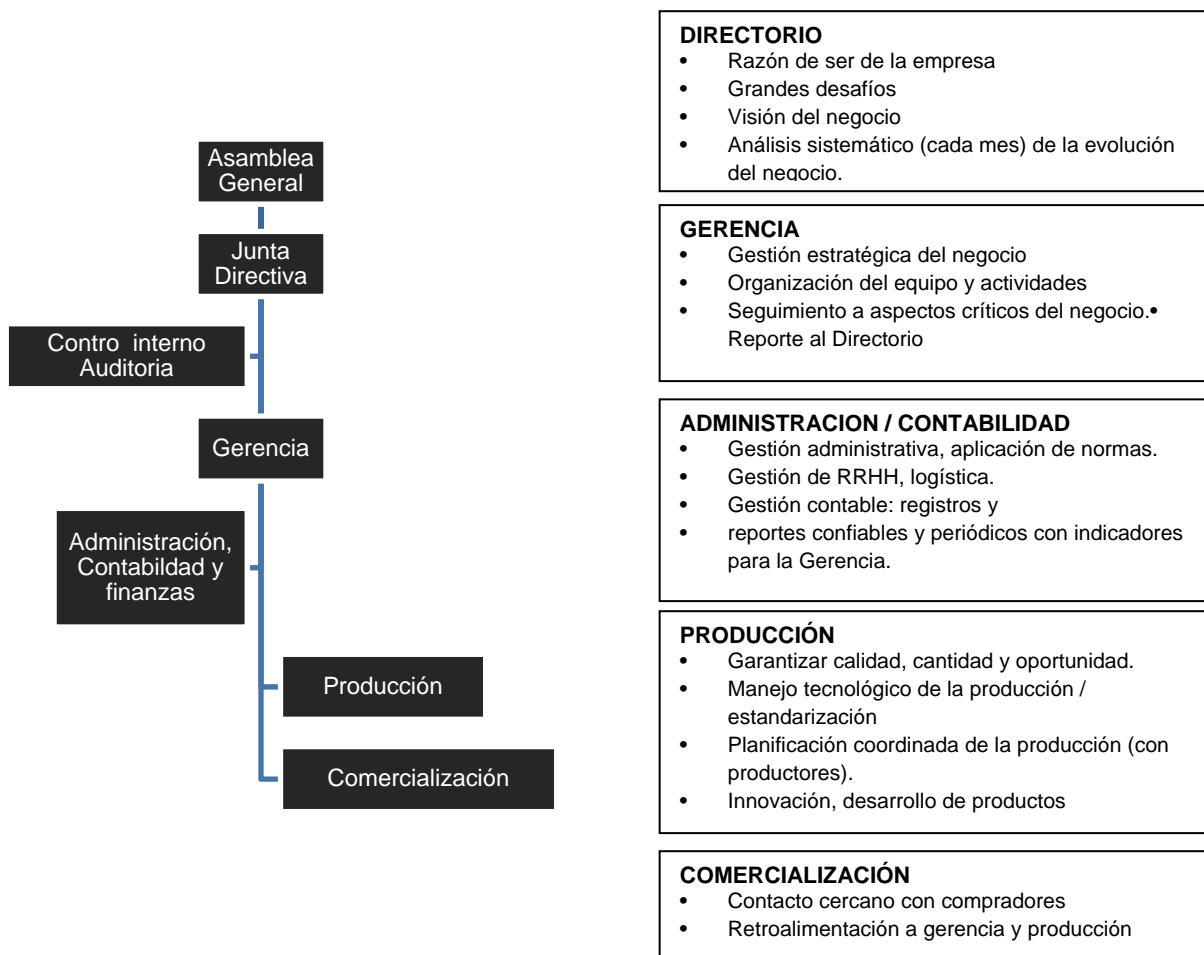 Asamblea
General
Junta
Directiva
Contro interno
Auditoria
Gerencia
Administración,
Contabildad y
finanzas
Producción
Comercialización
DIRECTORIO
• Razón de ser de la empresa
• Grandes desafíos
• Visión del negocio
• Análisis sistemático (cada mes) de la evolución
del negocio.
GERENCIA
• Gestión estratégica del negocio
• Organización del equipo y actividades
• Seguimiento a aspectos críticos del negocio.•
Reporte al Directorio
ADMINISTRACION / CONTABILIDAD
• Gestión administrativa, aplicación de normas.
• Gestión de RRHH, logística.
• Gestión contable: registros y
• reportes confiables y periódicos con indicadores
para la Gerencia.
PRODUCCIÓN
• Garantizar calidad, cantidad y oportunidad.
• Manejo tecnológico de la producción /
estandarización
• Planificación coordinada de la producción (con
productores).
• Innovación, desarrollo de productos
COMERCIALIZACIÓN
• Contacto cercano con compradores
• Retroalimentación a gerencia y producción